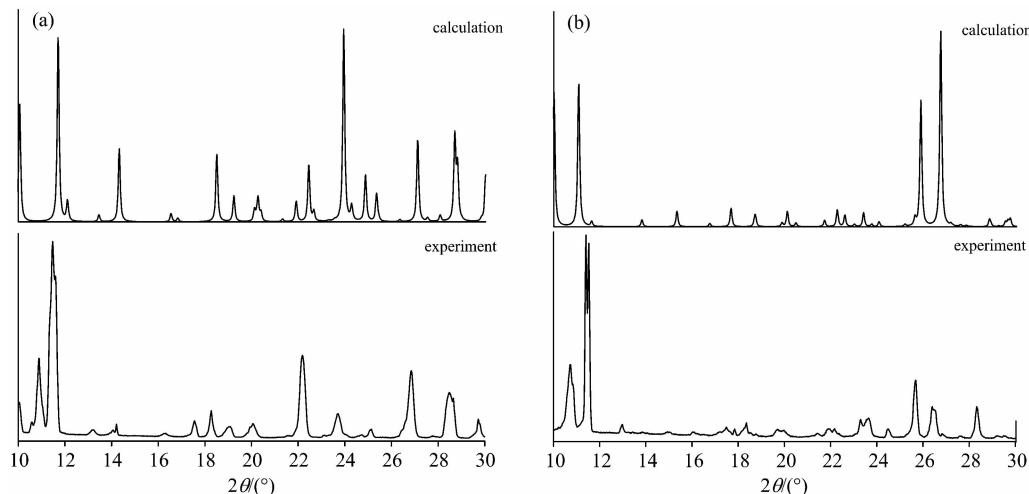 (a)
calculation
experiment
10 12 14 16 18 20 22 24 26 28 30
2θ/(°)
(b)
calculation
experiment
10 12 14 16 18 20 22 24 26 28 30
2θ/(°)